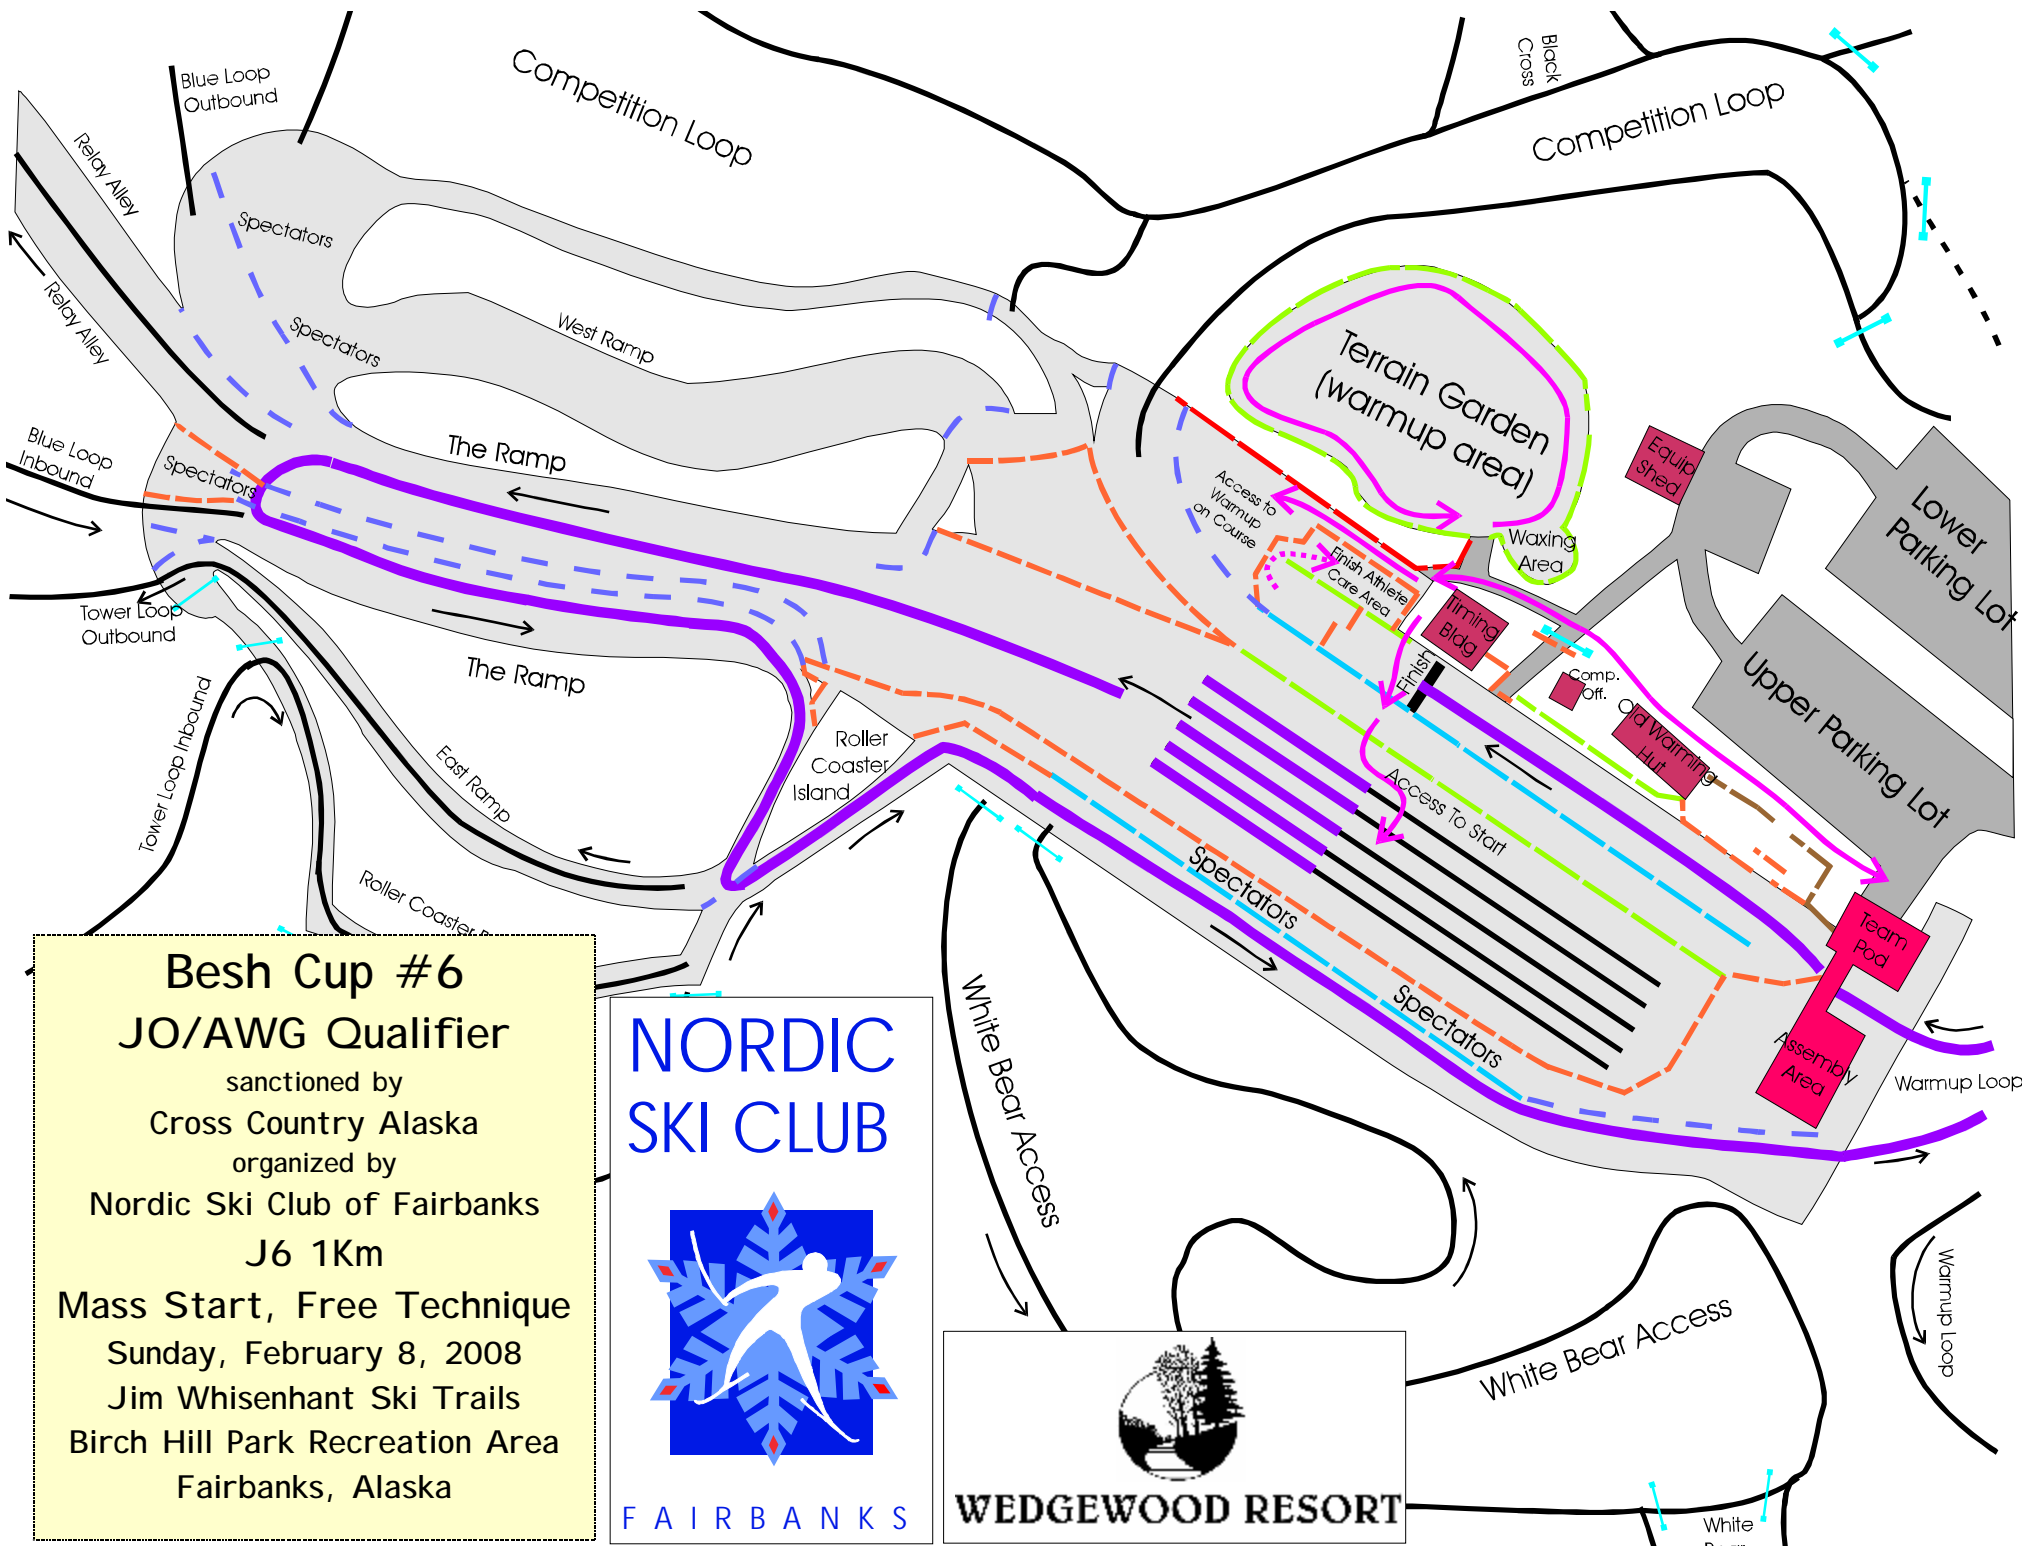 Blue Loop
Outbound
Competition Loop
Black
Cross
Competition Loop
Relay Alley
Spectators
Relay Alley
Spectators
West Ramp
Terrain Garden
(warmup area)
Equip
Shed
Lower
Parking Lot
Blue Loop
Inbound
Spectators
The Ramp
Access to
Warmup
on Course
Waxing
Area
Finish Athlete
Care Area
Timing
Bldg
Tower Loop
Outbound
The Ramp
Finish
Comp.
Off.
Old Warming
Hut
Upper Parking Lot
Tower Loop Inbound
East Ramp
Roller
Coaster
Island
Access To Start
Roller Coaster
Spectators
Spectators
Team
Pod
Assembly
Area
Warmup Loop
White Bear Access
Warmup Loop
White Bear Access
White
Besh Cup #6
JO/AWG Qualifier
sanctioned by
Cross Country Alaska
organized by
Nordic Ski Club of Fairbanks
J6 1Km
Mass Start, Free Technique
Sunday, February 8, 2008
Jim Whisenhant Ski Trails
Birch Hill Park Recreation Area
Fairbanks, Alaska
NORDIC
SKI CLUB
FAIRBANKS
WEDGEWOOD RESORT